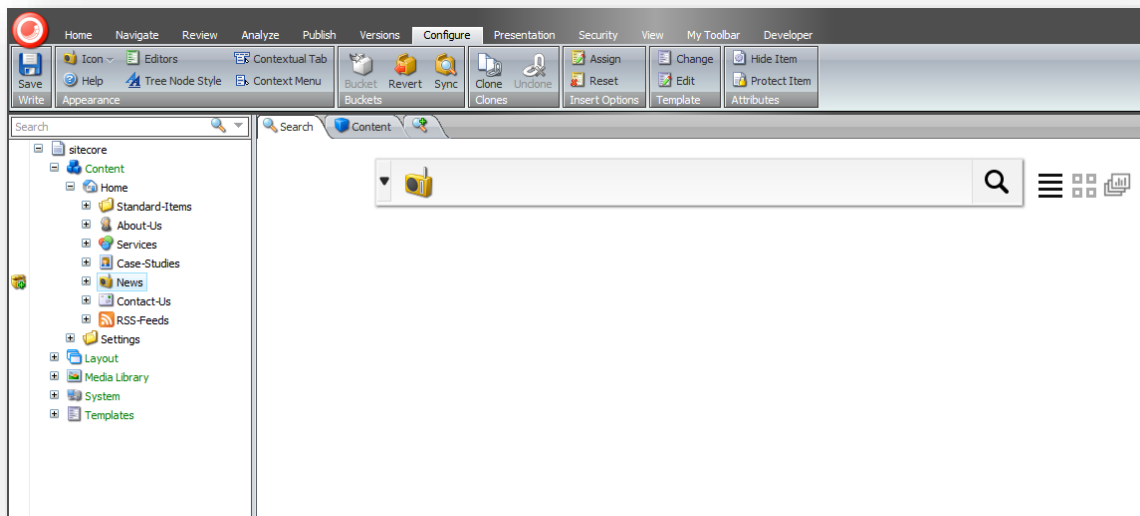 Home Navigate Review Analyze Publish Versions Configure Presentation Security View My Toolbar Developer
Save
Write
Icon Editors Contextual Tab
Help Tree Node Style Context Menu
Appearance
Bucket Revert Sync
Buckets
Clone Unclone
Clones
Assign
Reset
Insert Options
Change
Edit
Template
Hide Item
Protect Item
Attributes
Search
Search Content
sitecore
Content
Home
Standard-Items
About-Us
Services
Case-Studies
News
Contact-Us
RSS-Feeds
Settings
Layout
Media Library
System
Templates